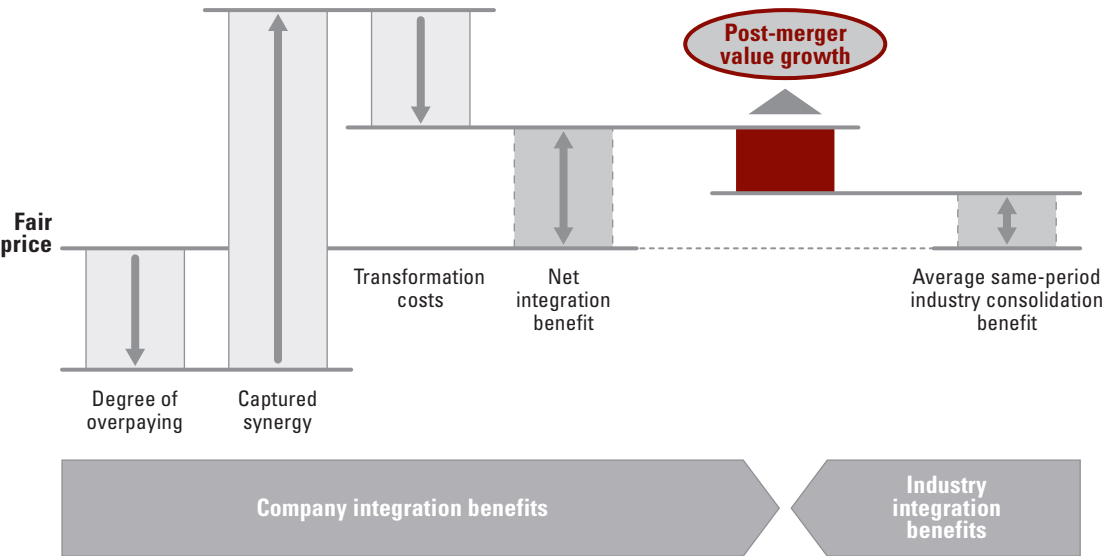 Post-merger
value growth
Fair
price
Transformation
costs
Net
integration
benefit
Average same-period
industry consolidation
benefit
Degree of
overpaying
Captured
synergy
Company integration benefits
Industry
integration
benefits